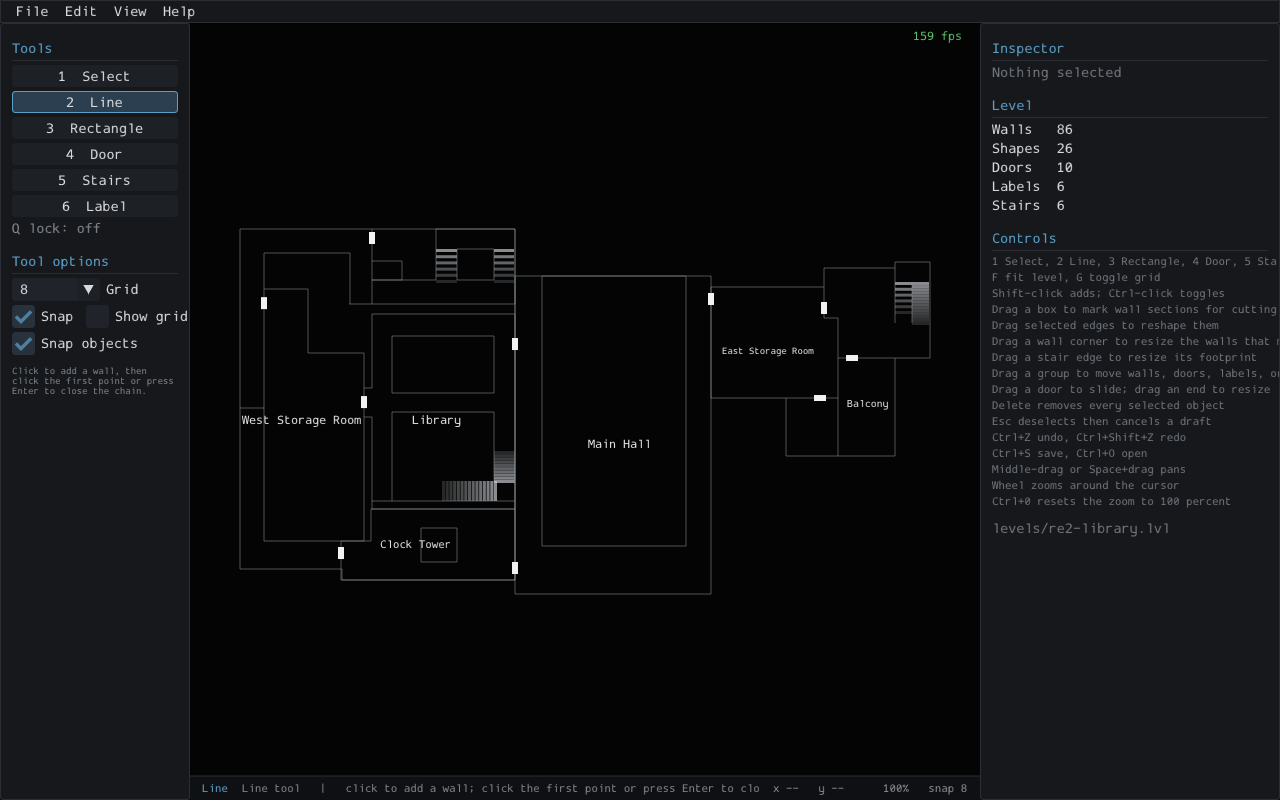 File Edit View Help
Tools
1 Select
2 Line
3 Rectangle
4 Door
5 Stairs
6 Label
Q lock: off
Tool options
8 ▼ Grid
Snap Show grid
Snap objects
Click to add a wall, then
click the first point or press
Enter to close the chain.
159 fps
West Storage Room
Library
Clock Tower
Main Hall
East Storage Room
Balcony
Line Line tool | click to add a wall; click the first point or press Enter to clo x -- y -- 100% snap 8
Inspector
Nothing selected
Level
Walls 86
Shapes 26
Doors 10
Labels 6
Stairs 6
Controls
1 Select, 2 Line, 3 Rectangle, 4 Door, 5 Sta
F fit level, G toggle grid
Shift-click adds; Ctrl-click toggles
Drag a box to mark wall sections for cutting
Drag selected edges to reshape them
Drag a wall corner to resize the walls that
Drag a stair edge to resize its footprint
Drag a group to move walls, doors, labels, o
Drag a door to slide; drag an end to resize
Delete removes every selected object
Esc deselects then cancels a draft
Ctrl+Z undo, Ctrl+Shift+Z redo
Ctrl+S save, Ctrl+O open
Middle-drag or Space+drag pans
Wheel zooms around the cursor
Ctrl+0 resets the zoom to 100 percent
levels/re2-library.lvl